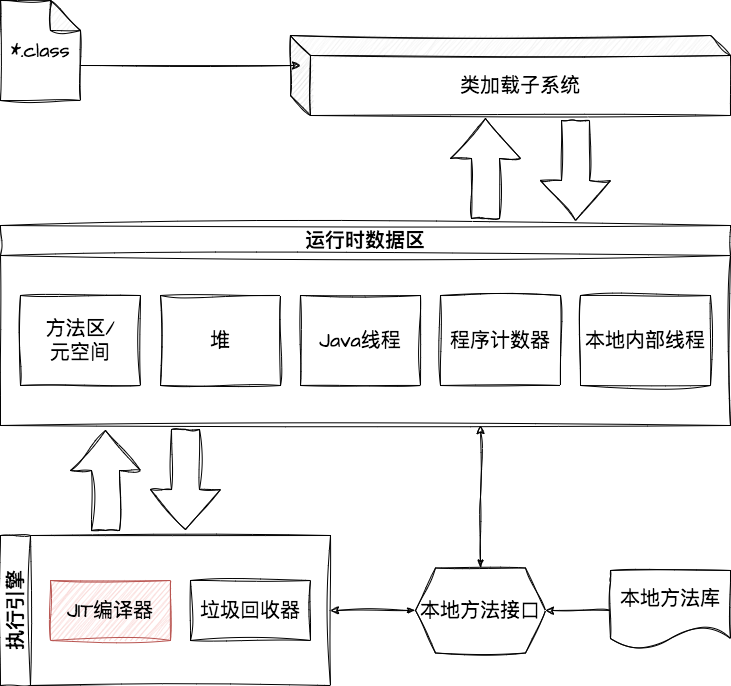 *.class
类加载子系统
运行时数据区
方法区/
元空间
堆
Java线程
程序计数器
本地内部线程
执行引擎
JIT编译器
垃圾回收器
本地方法接口
本地方法库